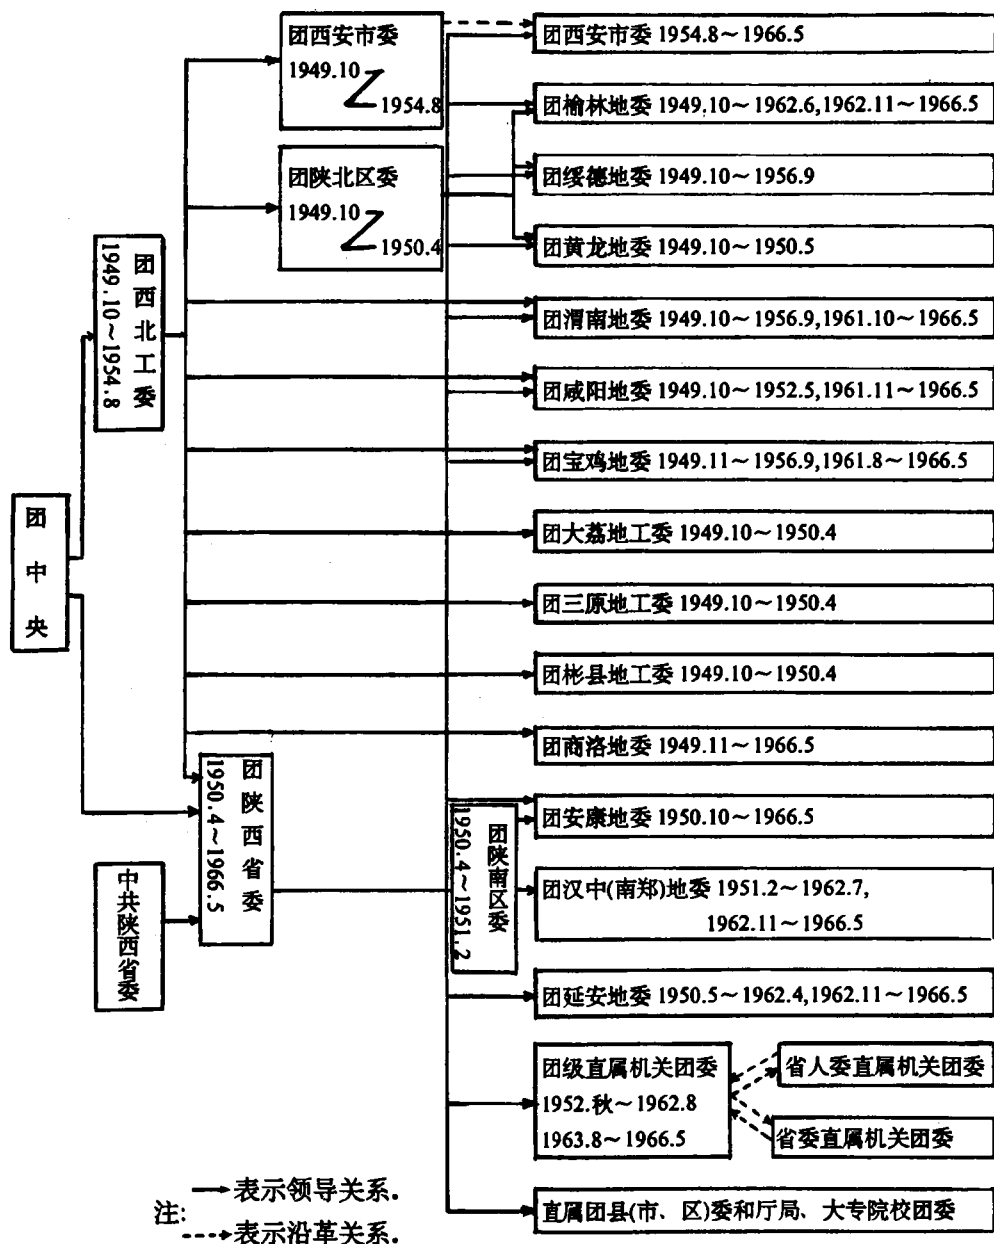 团中央
团西北工委
1949.10～1954.8
团陕西省委
1950.4～1966.5
中共陕西省委
团西安市委
1949.10
1954.8
团陕北区委
1949.10
1950.4
团陕南区委
1950.4～1951.2
团西安市委 1954.8～1966.5
团榆林地委 1949.10～1962.6,1962.11～1966.5
团绥德地委 1949.10～1956.9
团黄龙地委 1949.10～1950.5
团渭南地委 1949.10～1956.9,1961.10～1966.5
团咸阳地委 1949.10～1952.5,1961.11～1966.5
团宝鸡地委 1949.11～1956.9,1961.8～1966.5
团大荔地工委 1949.10～1950.4
团三原地工委 1949.10～1950.4
团彬县地工委 1949.10～1950.4
团商洛地委 1949.11～1966.5
团安康地委 1950.10～1966.5
团汉中(南郑)地委 1951.2～1962.7,
1962.11～1966.5
团延安地委 1950.5～1962.4,1962.11～1966.5
团级直属机关团委
1952.秋～1962.8
1963.8～1966.5
省人委直属机关团委
省委直属机关团委
直属团县(市、区)委和厅局、大专院校团委
注:
表示领导关系.
表示沿革关系.